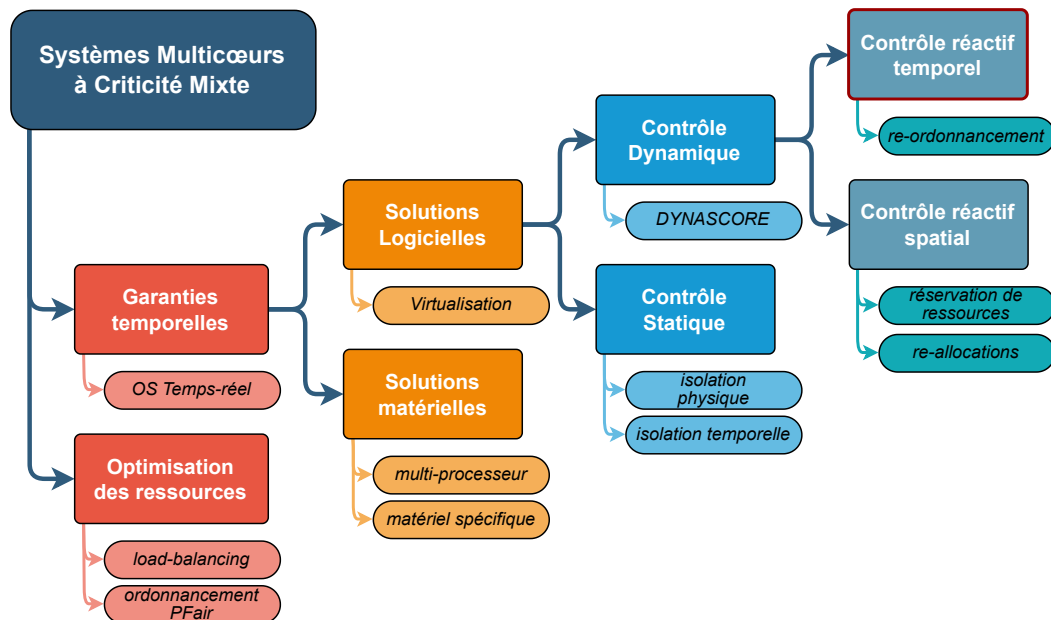 Systèmes Multicœurs
à Criticité Mixte
Garanties
temporelles
OS Temps-réel
Optimisation
des ressources
load-balancing
ordonnancement
PFair
Solutions
Logicielles
Virtualisation
Solutions
matérielles
multi-processeur
matériel spécifique
Contrôle
Dynamique
DYNASCORE
Contrôle
Statique
isolation
physique
isolation temporelle
Contrôle réactif
temporel
re-ordonnancement
Contrôle réactif
spatial
réservation de
ressources
re-allocations